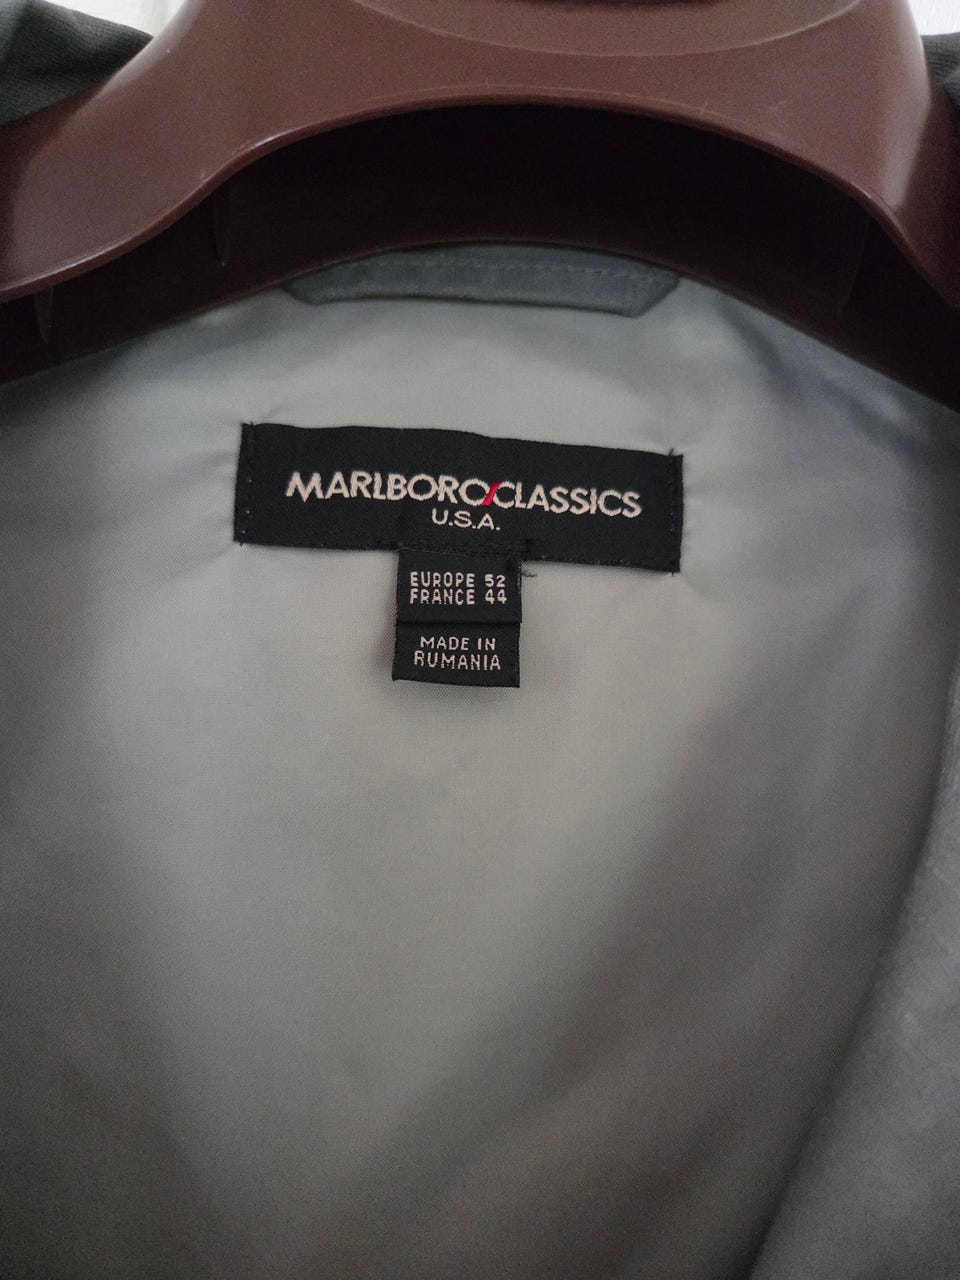 MARLBORO CLASSICS
U.S.A.
EUROPE 52
FRANCE 44
MADE IN
RUMANIA